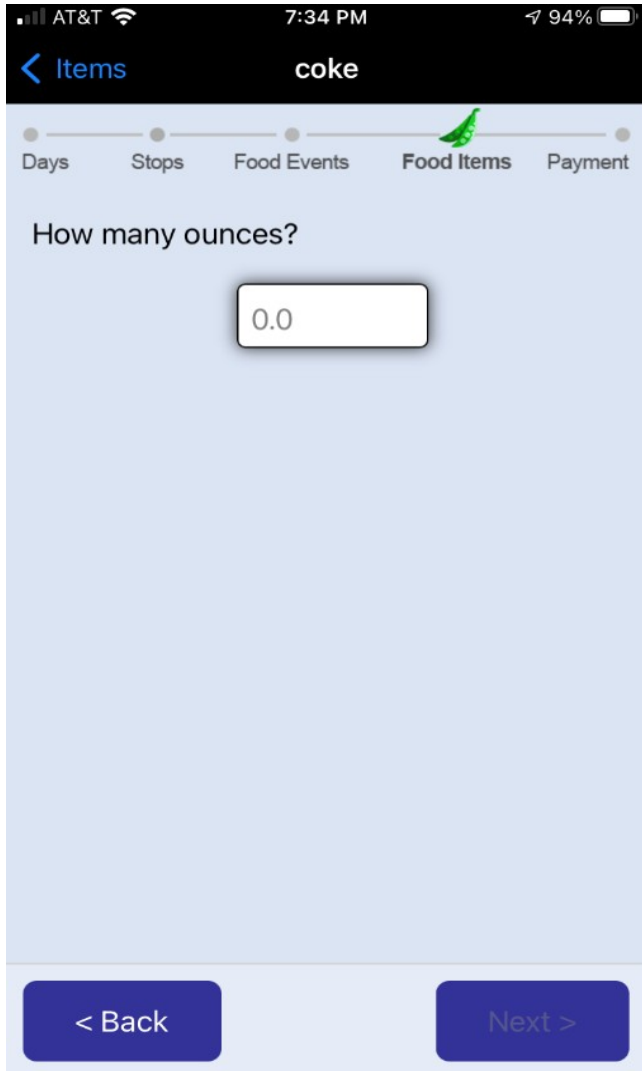 AT&T 7:34 PM 94%
Items coke
Days Stops Food Events Food Items Payment
How many ounces?
0.0
< Back Next >